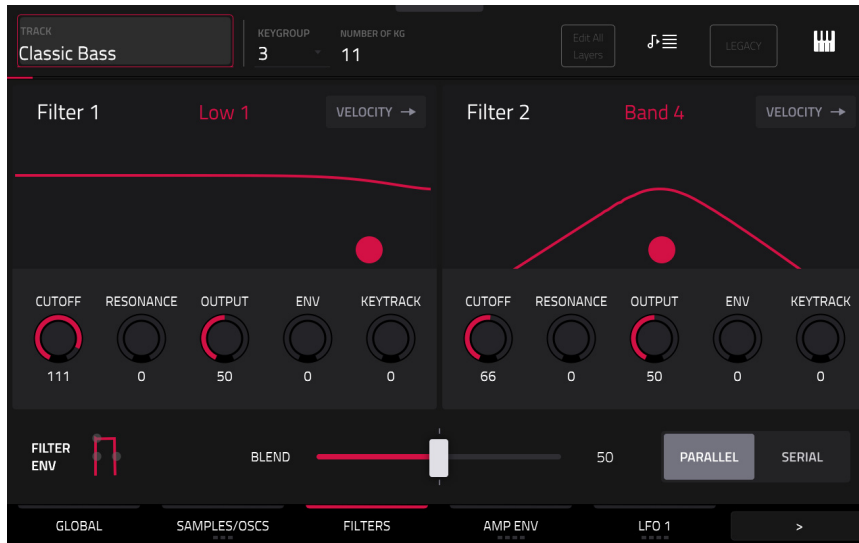 TRACK
Classic Bass
KEYGROUP
3
NUMBER OF KG
11
Edit All
Layers
LEGACY
Filter 1
Low 1
VELOCITY →
Filter 2
Band 4
VELOCITY →
CUTOFF RESONANCE OUTPUT ENV KEYTRACK
111 0 50 0 0
CUTOFF RESONANCE OUTPUT ENV KEYTRACK
66 0 50 0 0
FILTER
ENV
BLEND
50
PARALLEL SERIAL
GLOBAL SAMPLES/OSCS FILTERS AMP ENV LFO 1 >